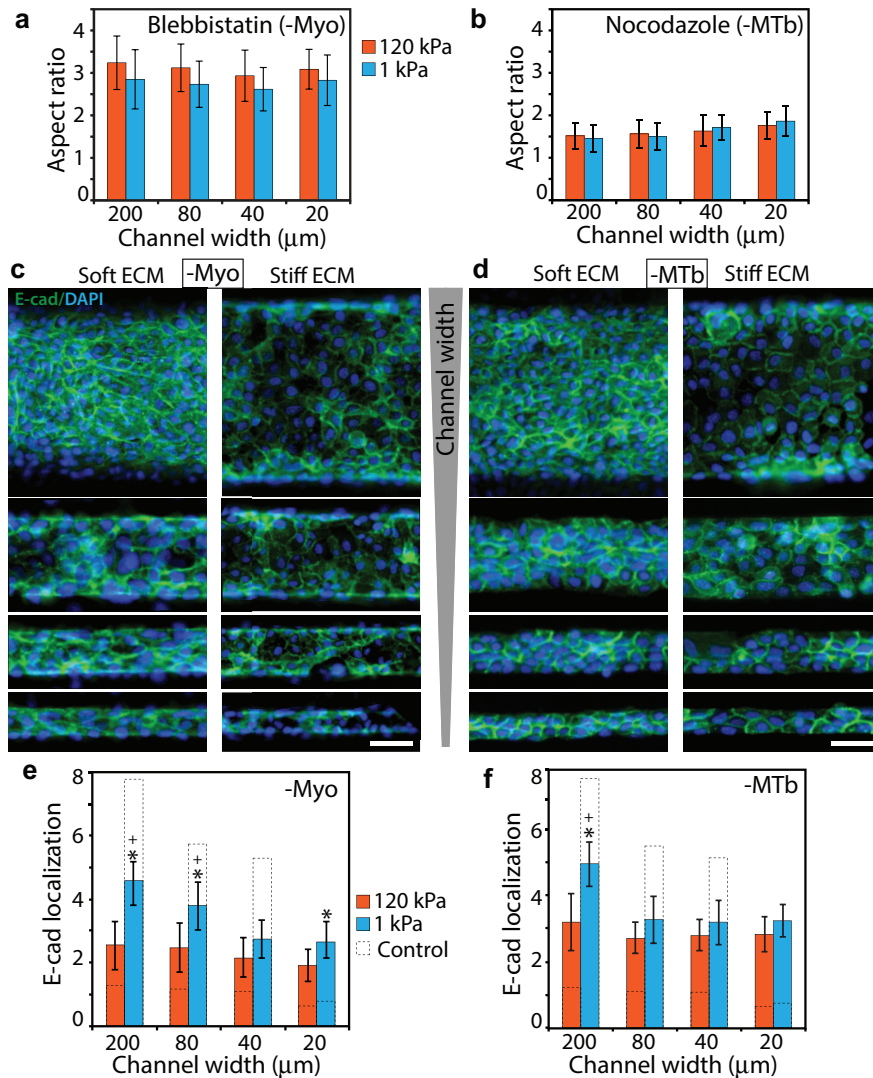 a
Blebbistatin (-Myo)
Aspect ratio
4
3
2
1
0
200 80 40 20
Channel width (μm)
120 kPa
1 kPa
b
Nocodazole (-MTb)
Aspect ratio
4
3
2
1
0
200 80 40 20
Channel width (μm)
c
Soft ECM -Myo Stiff ECM
E-cad/DAPI
Channel width
d
Soft ECM -MTb Stiff ECM
e
-Myo
E-cad localization
8
6
4
2
0
+ + 
* * *
200 80 40 20
Channel width (μm)
120 kPa
1 kPa
Control
f
-MTb
E-cad localization
8
6
4
2
0
+
*
200 80 40 20
Channel width (μm)